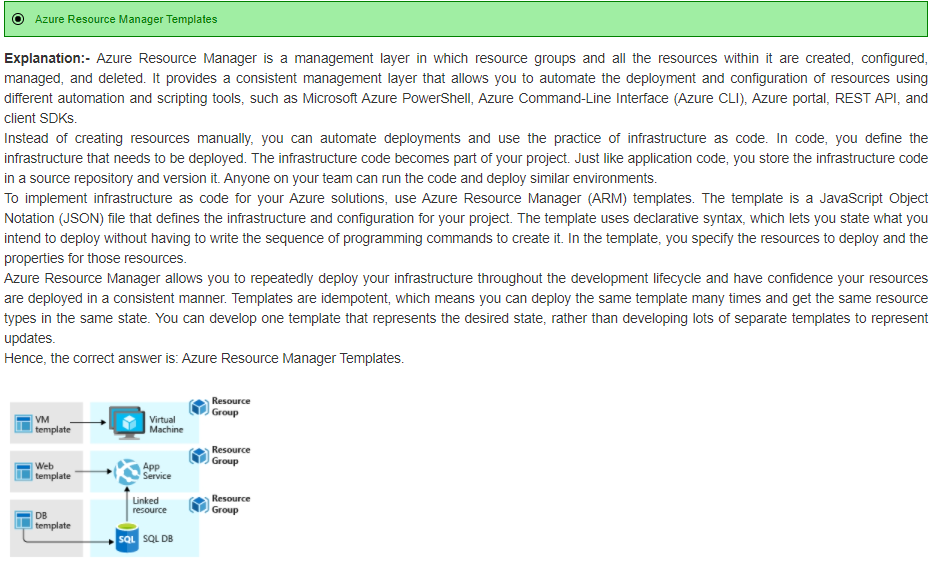 Azure Resource Manager Templates
Explanation:- Azure Resource Manager is a management layer in which resource groups and all the resources within it are created, configured,
managed, and deleted. It provides a consistent management layer that allows you to automate the deployment and configuration of resources using
different automation and scripting tools, such as Microsoft Azure PowerShell, Azure Command-Line Interface (Azure CLI), Azure portal, REST API, and
client SDKs.
Instead of creating resources manually, you can automate deployments and use the practice of infrastructure as code. In code, you define the
infrastructure that needs to be deployed. The infrastructure code becomes part of your project. Just like application code, you store the infrastructure code
in a source repository and version it. Anyone on your team can run the code and deploy similar environments.
To implement infrastructure as code for your Azure solutions, use Azure Resource Manager (ARM) templates. The template is a JavaScript Object
Notation (JSON) file that defines the infrastructure and configuration for your project. The template uses declarative syntax, which lets you state what you
intend to deploy without having to write the sequence of programming commands to create it. In the template, you specify the resources to deploy and the
properties for those resources.
Azure Resource Manager allows you to repeatedly deploy your infrastructure throughout the development lifecycle and have confidence your resources
are deployed in a consistent manner. Templates are idempotent, which means you can deploy the same template many times and get the same resource
types in the same state. You can develop one template that represents the desired state, rather than developing lots of separate templates to represent
updates.
Hence, the correct answer is: Azure Resource Manager Templates.
VM
template
Virtual
Machine
Resource
Group
Web
template
App
Service
Resource
Group
Linked
resource
Resource
Group
DB
template
SQL
SQL DB